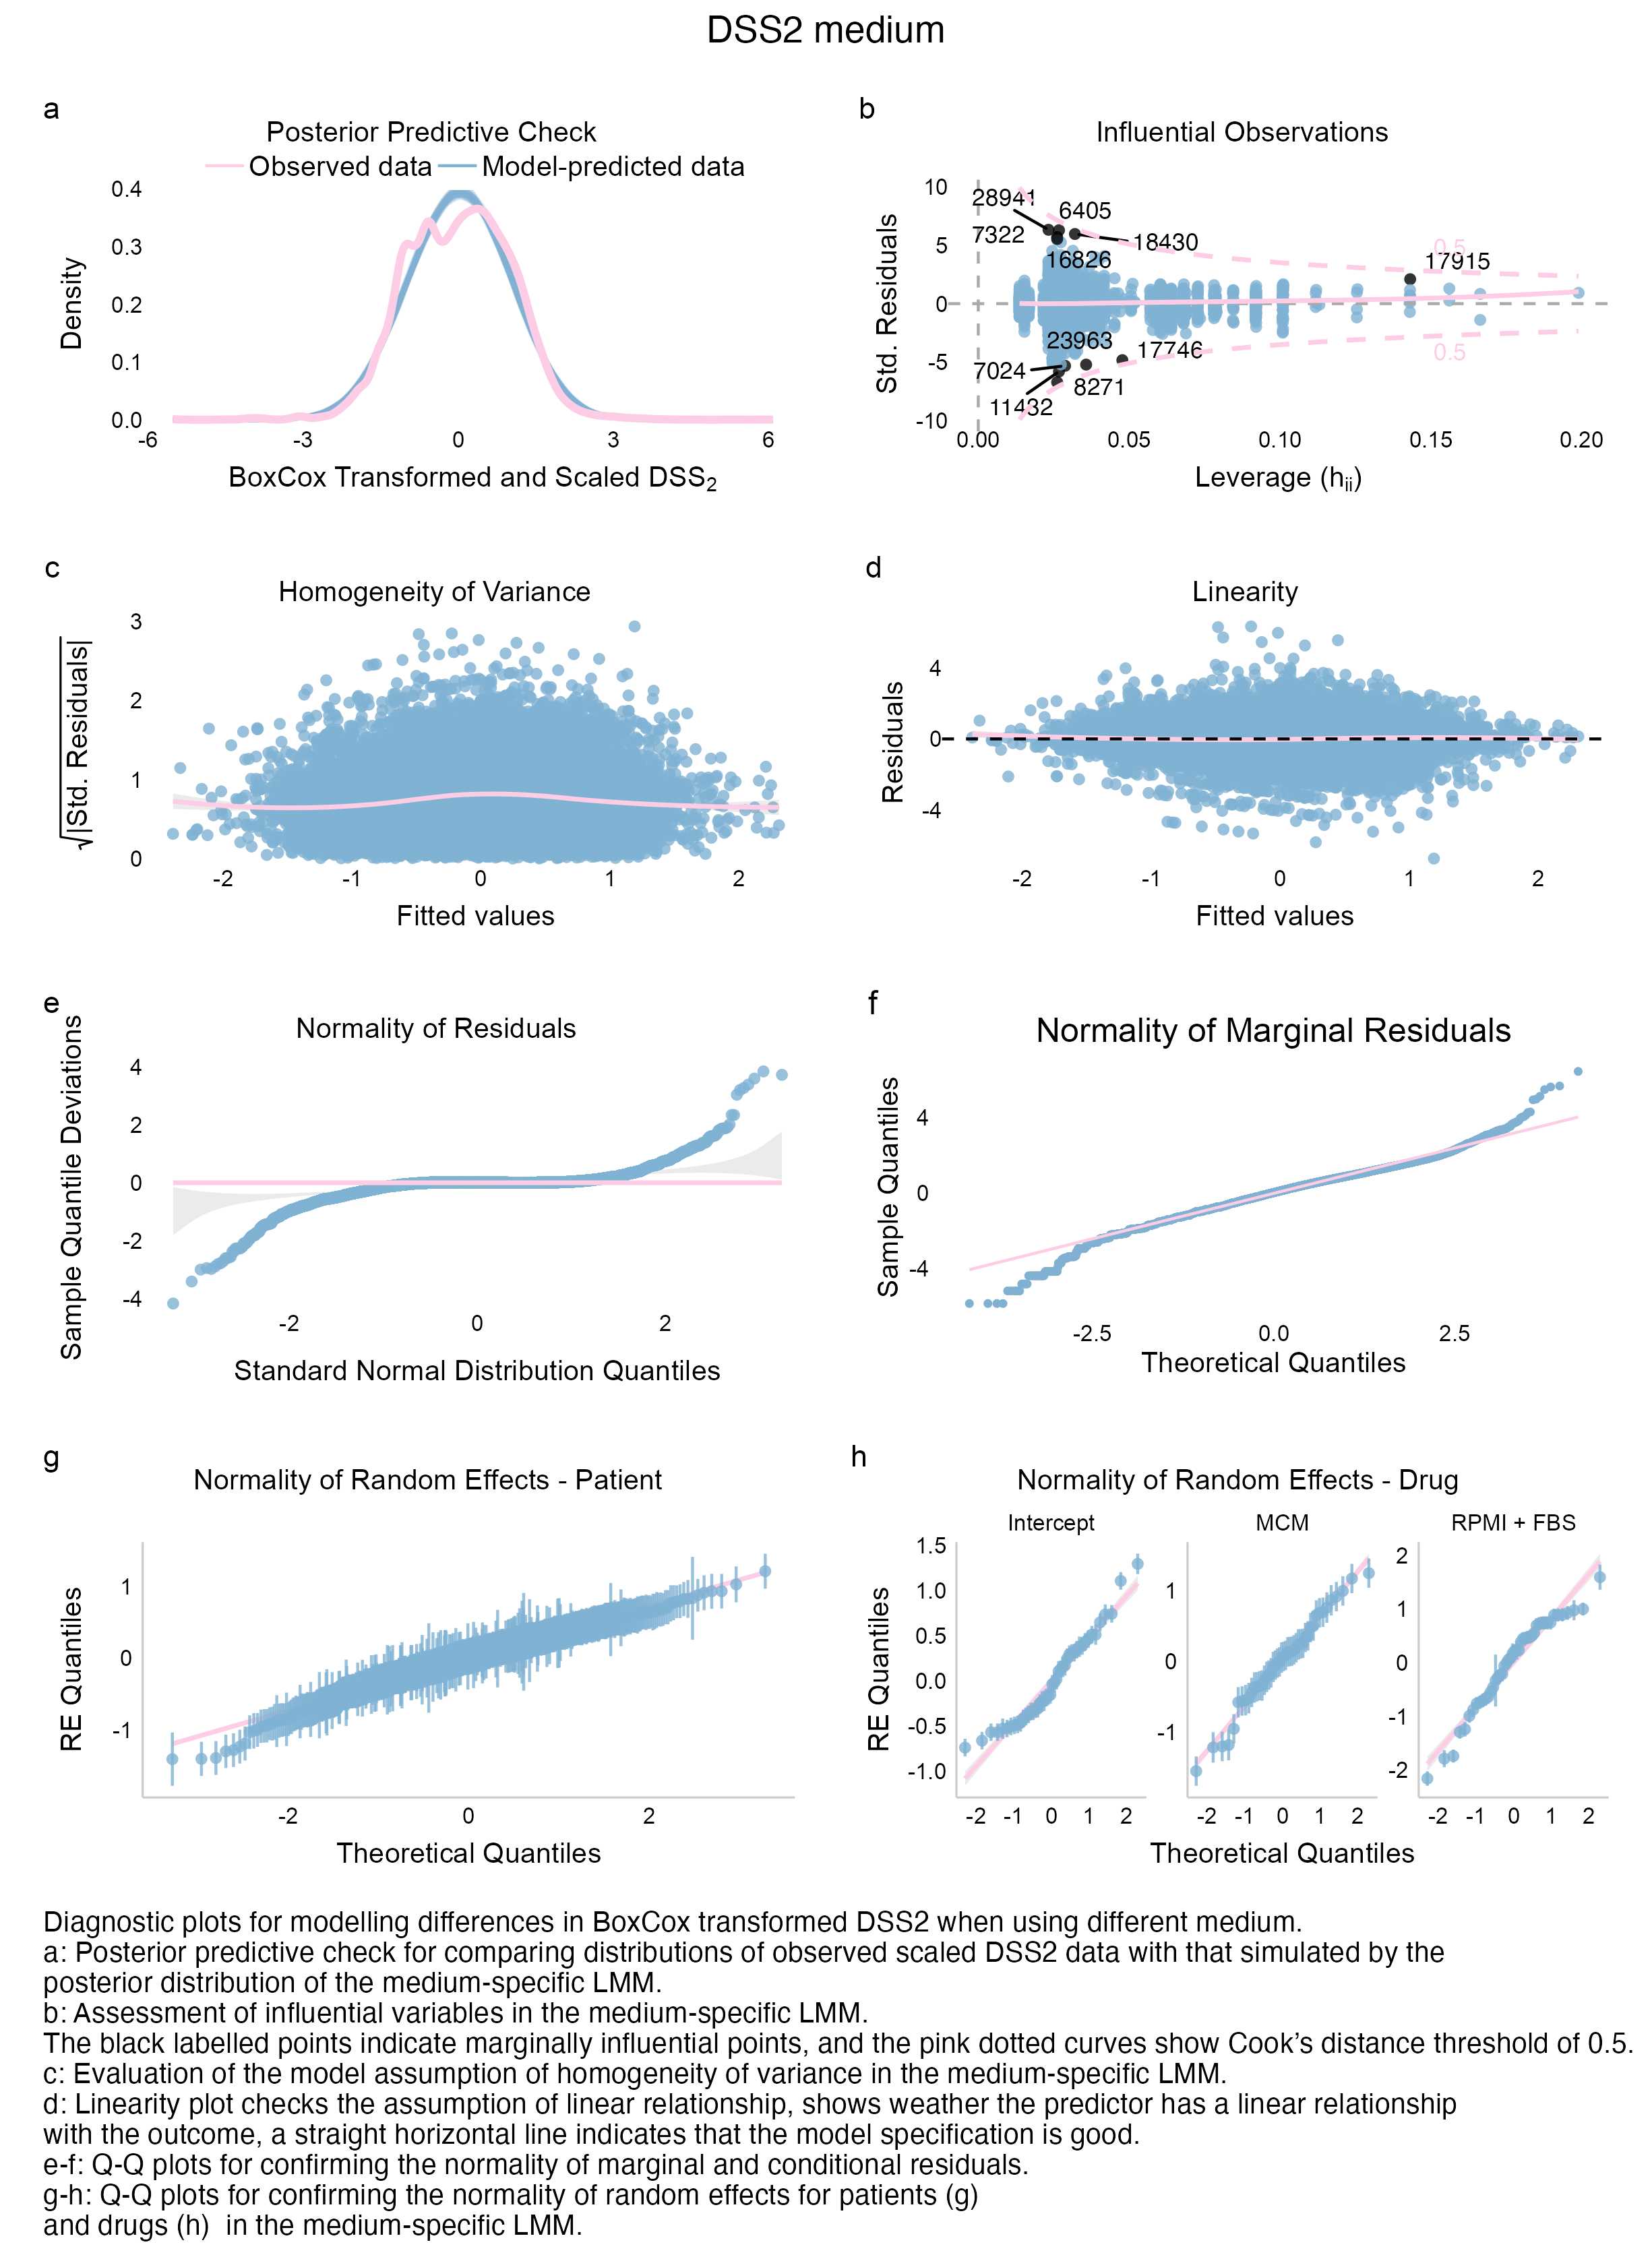 DSS2 medium
a
Posterior Predictive Check
Observed data
Model-predicted data
Density
0.4
0.3
0.2
0.1
0.0
-6
-3
0
3
6
BoxCox Transformed and Scaled DSS2
b
Influential Observations
Std. Residuals
10
5
0
-5
-10
28941
6405
7322
18430
16826
0.5
17915
23963
17746
7024
8271
11432
0.5
0.00
0.05
0.10
0.15
0.20
Leverage (hii)
c
Homogeneity of Variance
√|Std. Residuals|
3
2
1
0
-2
-1
0
1
2
Fitted values
d
Linearity
Residuals
4
0
-4
-2
-1
0
1
2
Fitted values
e
Normality of Residuals
Sample Quantile Deviations
4
2
0
-2
-4
-2
0
2
Standard Normal Distribution Quantiles
f
Normality of Marginal Residuals
Sample Quantiles
4
0
-4
-2.5
0.0
2.5
Theoretical Quantiles
g
Normality of Random Effects - Patient
RE Quantiles
1
0
-1
-2
0
2
Theoretical Quantiles
h
Normality of Random Effects - Drug
Intercept
MCM
RPMI + FBS
RE Quantiles
1.5
1.0
0.5
0.0
-0.5
-1.0
-2 -1 0 1 2
1
0
-1
-2 -1 0 1 2
2
1
0
-1
-2
-2 -1 0 1 2
Theoretical Quantiles
Diagnostic plots for modelling differences in BoxCox transformed DSS2 when using different medium.
a: Posterior predictive check for comparing distributions of observed scaled DSS2 data with that simulated by the
posterior distribution of the medium-specific LMM.
b: Assessment of influential variables in the medium-specific LMM.
The black labelled points indicate marginally influential points, and the pink dotted curves show Cook's distance threshold of 0.5.
c: Evaluation of the model assumption of homogeneity of variance in the medium-specific LMM.
d: Linearity plot checks the assumption of linear relationship, shows weather the predictor has a linear relationship
with the outcome, a straight horizontal line indicates that the model specification is good.
e-f: Q-Q plots for confirming the normality of marginal and conditional residuals.
g-h: Q-Q plots for confirming the normality of random effects for patients (g)
and drugs (h)  in the medium-specific LMM.